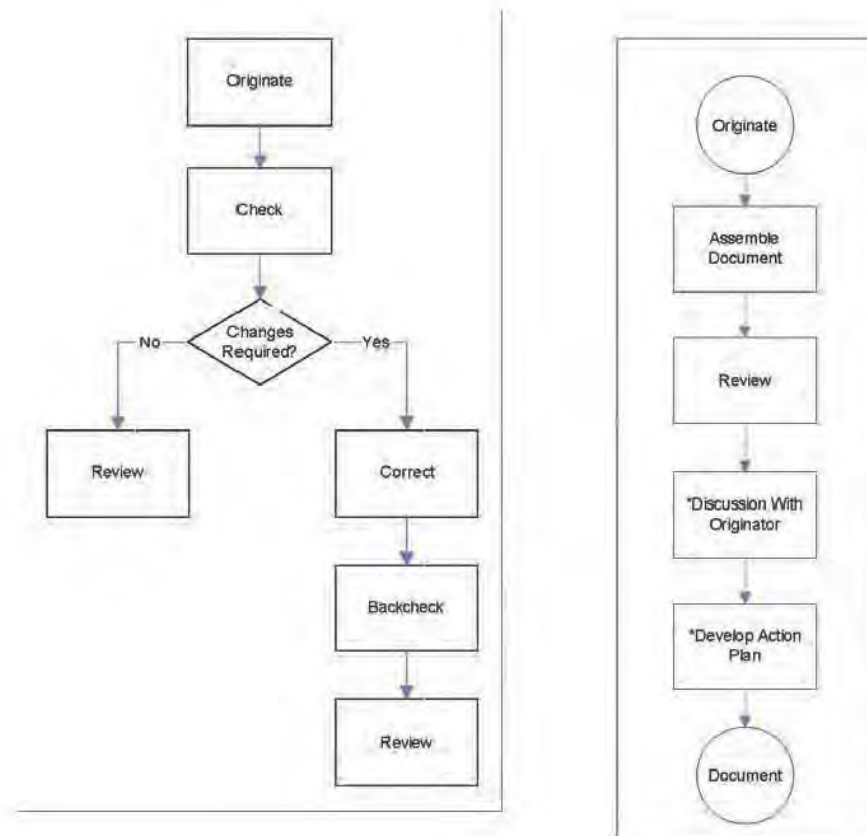 Originate
Check
Changes
Required?
No
Yes
Review
Correct
Backcheck
Review
Originate
Assemble
Document
Review
*Discussion With
Originator
*Develop Action
Plan
Document